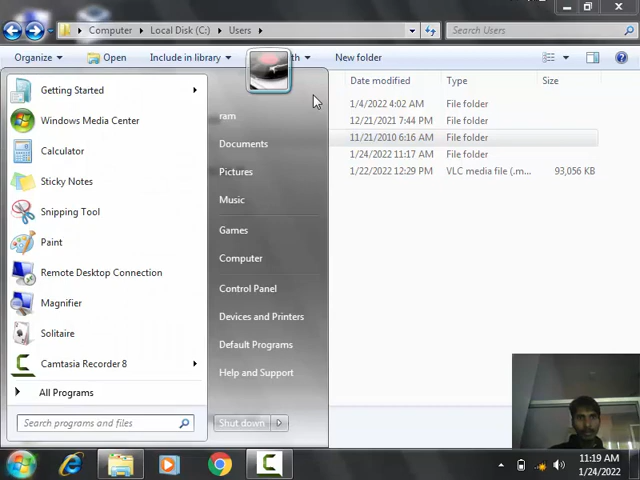 Computer ▸ Local Disk (C:) ▸ Users ▸
Search Users
Organize
Open
Include in library
th
New folder
Date modified
Type
Size
1/4/2022 4:02 AM
File folder
12/21/2021 7:44 PM
File folder
11/21/2010 6:16 AM
File folder
1/24/2022 11:17 AM
File folder
1/22/2022 12:29 PM
VLC media file (.m...
93,056 KB
Getting Started
Windows Media Center
Calculator
Sticky Notes
Snipping Tool
Paint
Remote Desktop Connection
Magnifier
Solitaire
Camtasia Recorder 8
All Programs
Search programs and files
ram
Documents
Pictures
Music
Games
Computer
Control Panel
Devices and Printers
Default Programs
Help and Support
Shut down
11:19 AM
1/24/2022